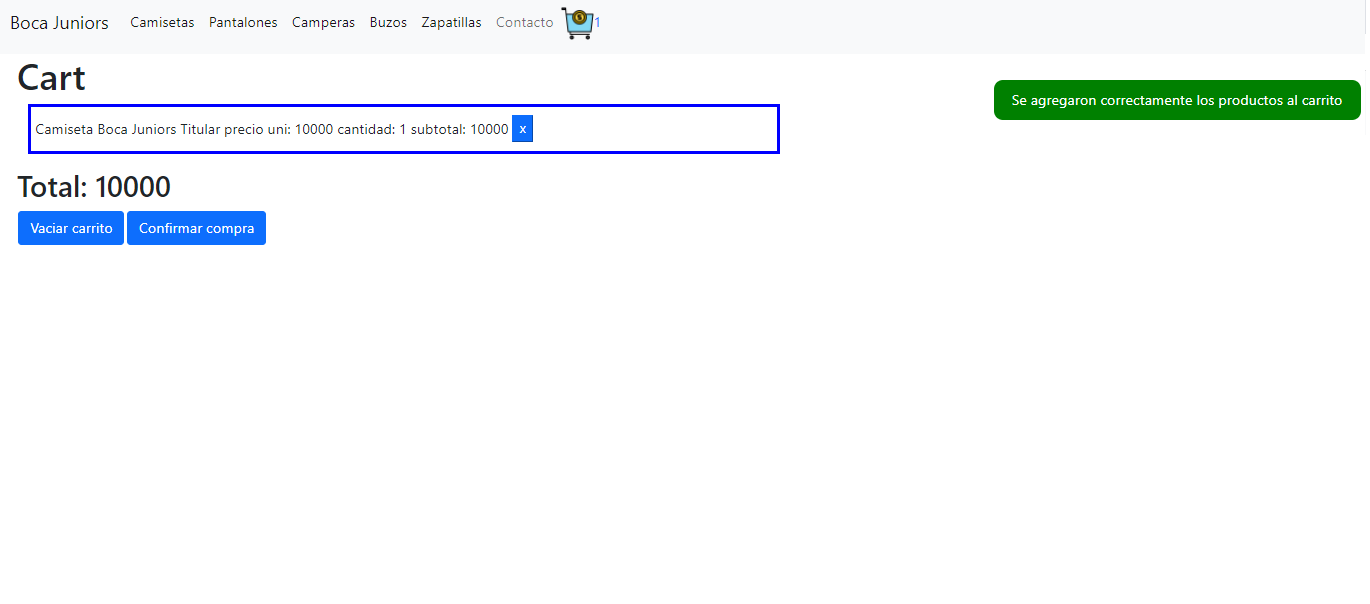 Boca Juniors Camisetas Pantalones Camperas Buzos Zapatillas Contacto 1
Cart
Se agregaron correctamente los productos al carrito
Camiseta Boca Juniors Titular precio uni: 10000 cantidad: 1 subtotal: 10000 x
Total: 10000
Vaciar carrito Confirmar compra